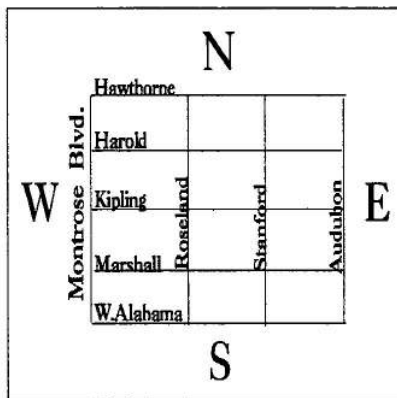 N
Hawthorne
Montrose Blvd.
Harold
W
Kipling
Roseland
Stanford
Audubon
E
Marshall
W.Alabama
S